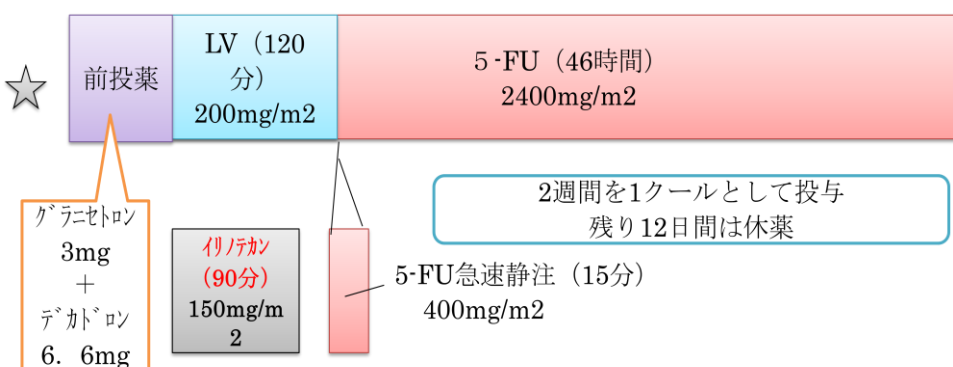 ☆
前投薬
LV（120
分）
200mg/m2
５-FU（46時間）
2400mg/m2
2週間を1クールとして投与
残り12日間は休薬
ｸﾞﾗﾆｾﾄﾛﾝ
3mg
＋
ﾃﾞｶﾄﾞﾛﾝ
6．6mg
ｲﾘﾉﾃｶﾝ
(90分)
150mg/m
2
5-FU急速静注（15分）
400mg/m2